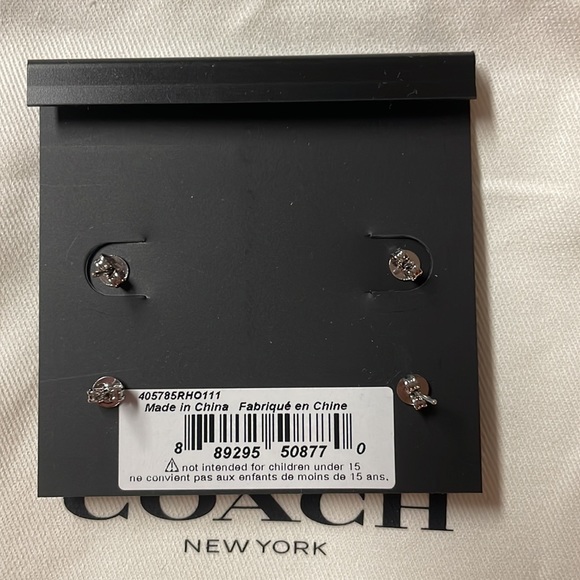 405785RHO111
Made in China Fabriqué en Chine
8 89295 50877 0
⚠ not intended for children under 15
ne convient pas aux enfants de moins de 15 ans.
COACH
NEW YORK